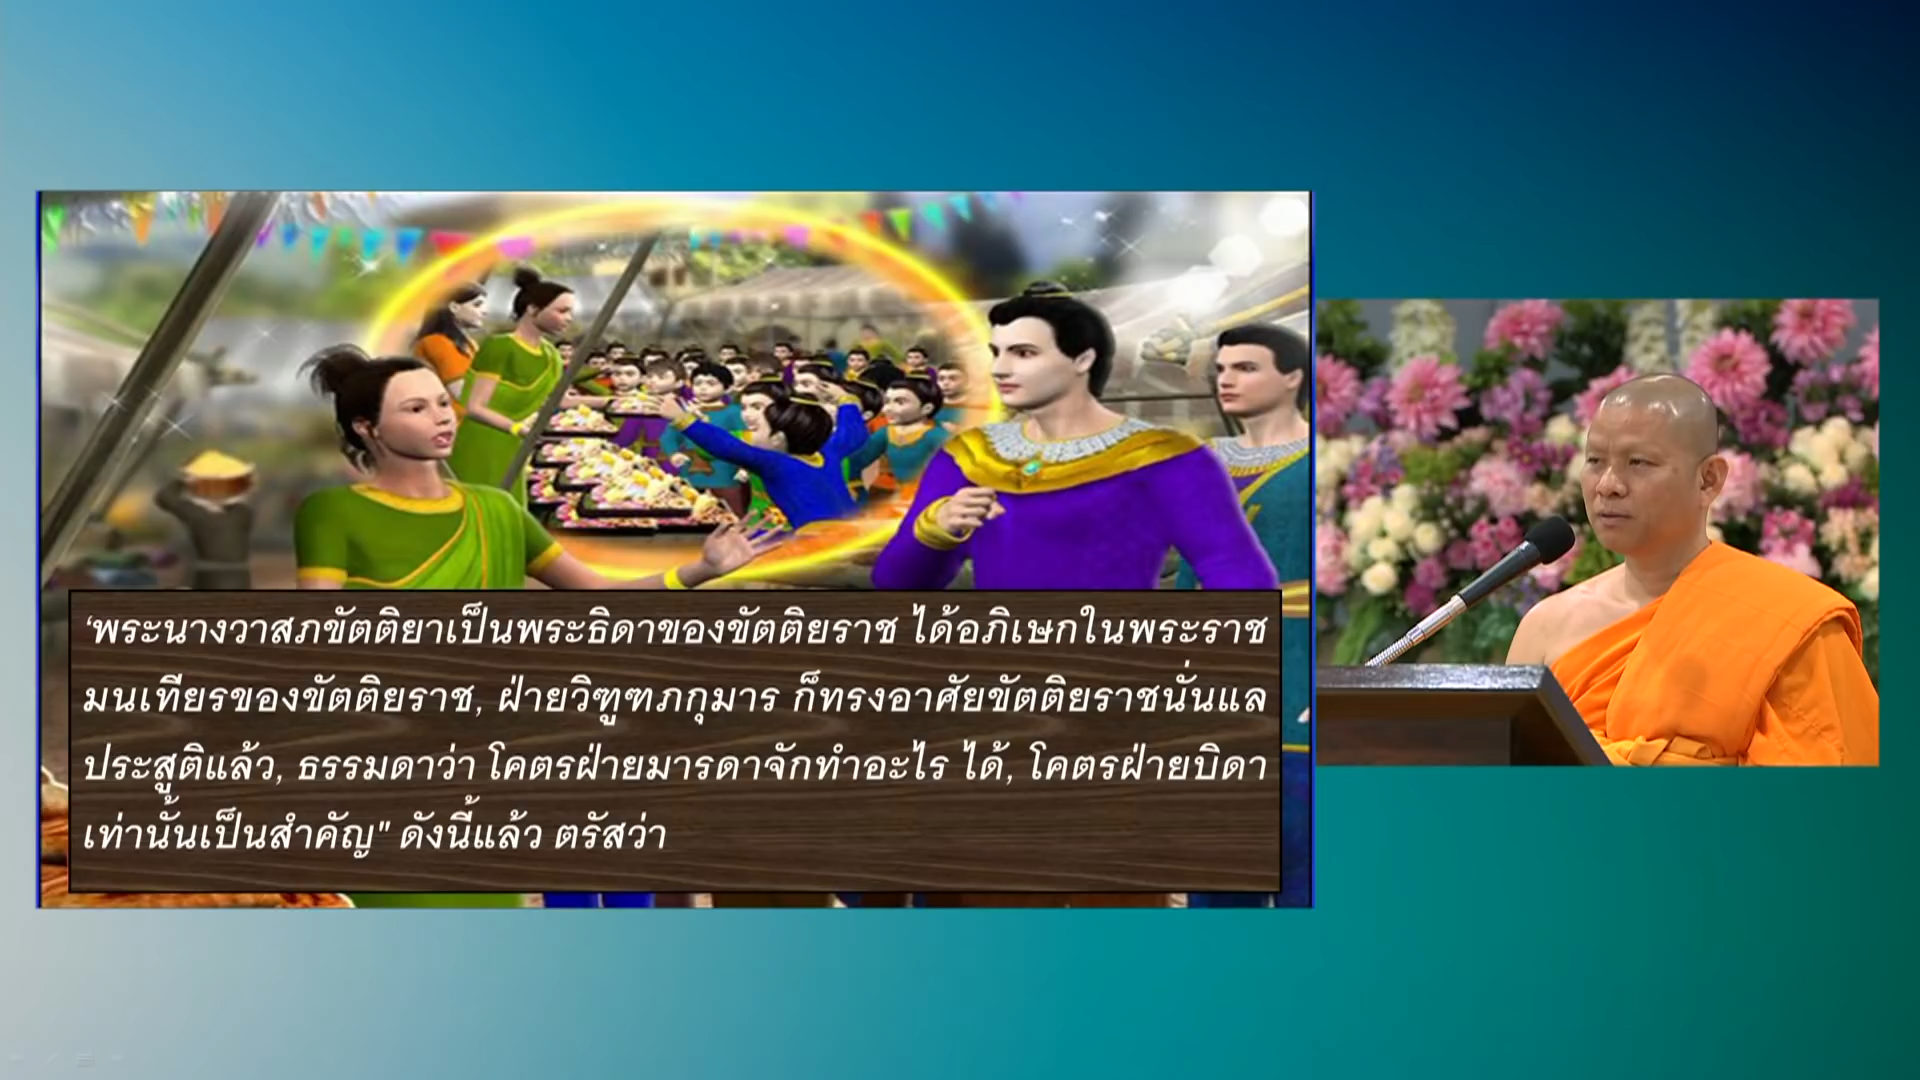 ‘พระนางวาสภขัตติยาเป็นพระธิดาของขัตติยราช ได้อภิเษกในพระราช
มนเทียรของขัตติยราช, ฝ่ายวิฑูฑภกุมาร ก็ทรงอาศัยขัตติยราชนั่นแล
ประสูติแล้ว, ธรรมดาว่า โคตรฝ่ายมารดาจักทำอะไร ได้, โคตรฝ่ายบิดา
เท่านั้นเป็นสำคัญ" ดังนี้แล้ว ตรัสว่า